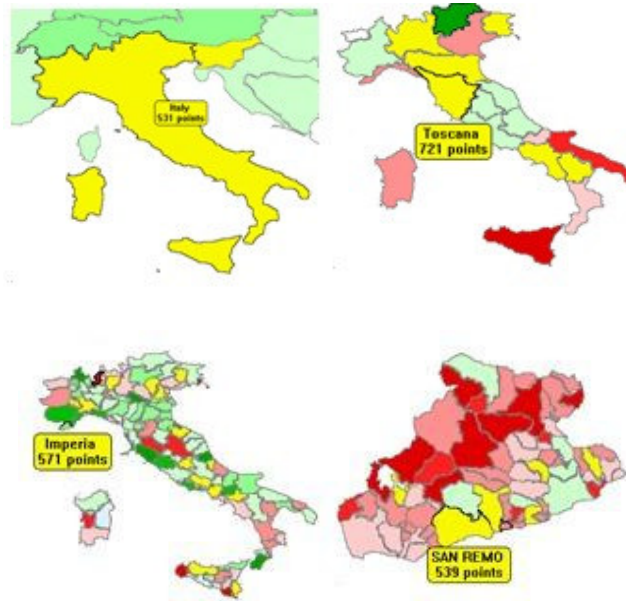 Italy
531 points
Toscana
721 points
Imperia
571 points
SAN REMO
539 points